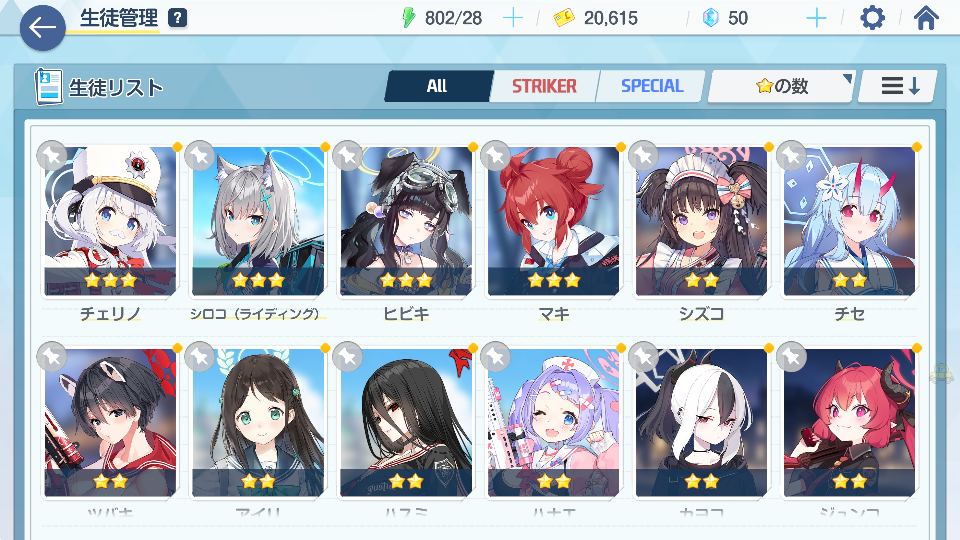 生徒管理 ? 802/28 20,615 50
生徒リスト All STRIKER SPECIAL の数
チェリノ シロコ（ライディング） ヒビキ マキ シズコ チセ
ツバキ アイリ ハスミ ハナエ カヨコ ジュンコ